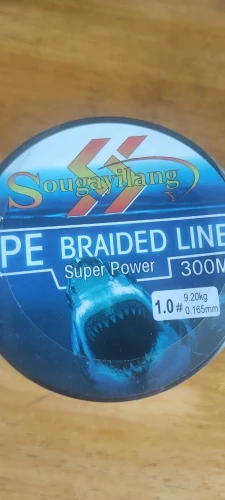 Sougayilang
PE BRAIDED LINE
Super Power 300M
1.0# 9.20kg
0.165mm